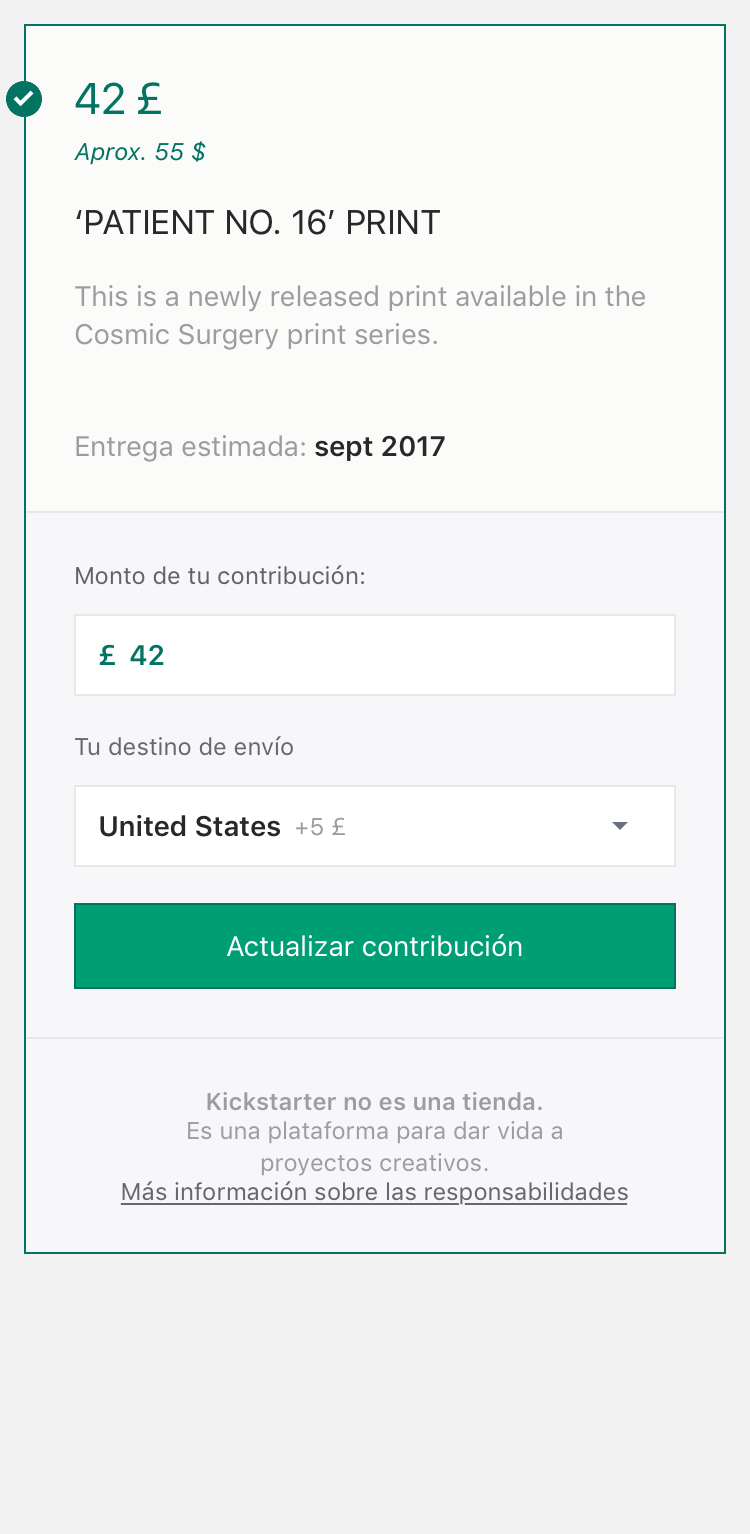 42 £
Aprox. 55 $
‘PATIENT NO. 16’ PRINT
This is a newly released print available in the
Cosmic Surgery print series.
Entrega estimada: sept 2017
Monto de tu contribución:
£ 42
Tu destino de envío
United States +5 £
Actualizar contribución
Kickstarter no es una tienda.
Es una plataforma para dar vida a
proyectos creativos.
Más información sobre las responsabilidades